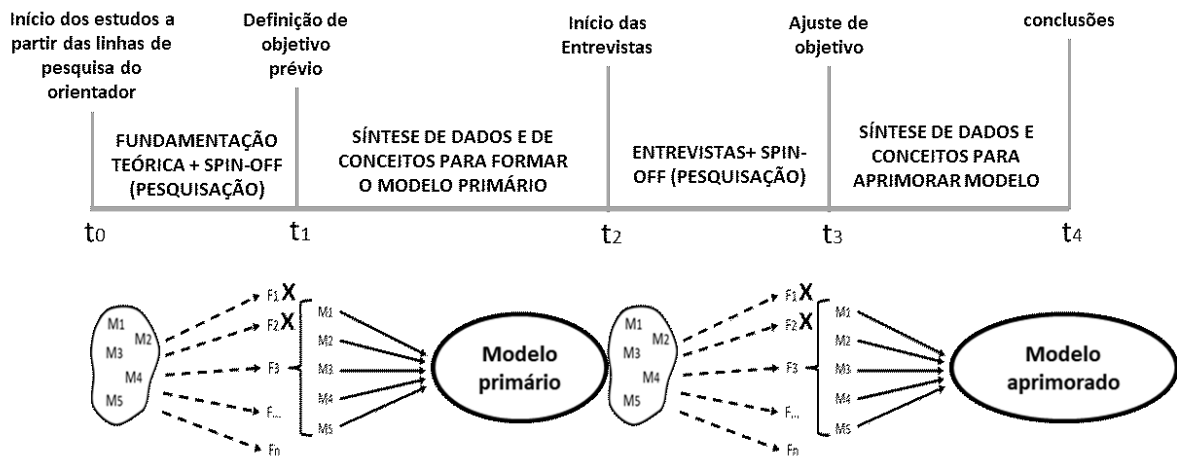 Início dos estudos a
partir das linhas de
pesquisa do
orientador
Definição de
objetivo
prévio
Início das
Entrevistas
Ajuste de
objetivo
conclusões
FUNDAMENTAÇÃO
TEÓRICA + SPIN-OFF
(PESQUISAÇÃO)
SÍNTESE DE DADOS E DE
CONCEITOS PARA FORMAR
O MODELO PRIMÁRIO
ENTREVISTAS+ SPIN-
OFF (PESQUISAÇÃO)
SÍNTESE DE DADOS E
CONCEITOS PARA
APRIMORAR MODELO
t0
t1
t2
t3
t4
M1
M2
M3
M4
M5
F1 X
F2 X
F3
F...
Fn
M1
M2
M3
M4
M5
Modelo
primário
M1
M2
M3
M4
M5
F1 X
F2 X
F3
F...
Fn
M1
M2
M3
M4
M5
Modelo
aprimorado